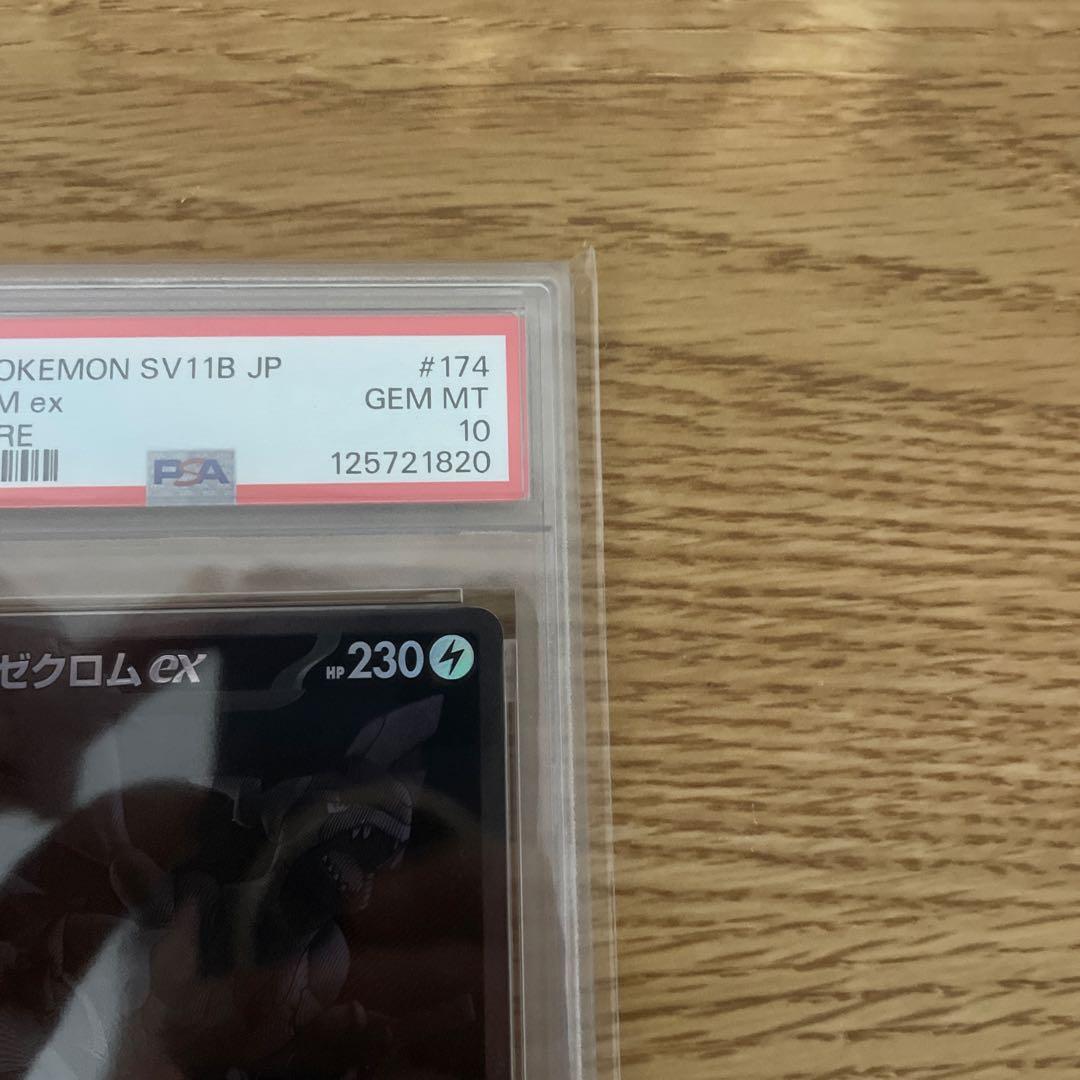 OKEMON SV11B JP #174
M ex GEM MT
RE 10
PSA 125721820
ゼクロムex HP230